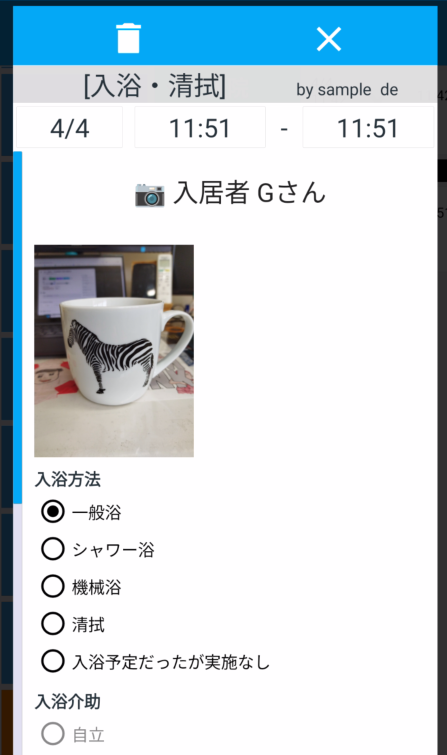 [入浴・清拭]
by sample de
4/4
11:51
-
11:51
入居者 Gさん
入浴方法
一般浴
シャワー浴
機械浴
清拭
入浴予定だったが実施なし
入浴介助
自立